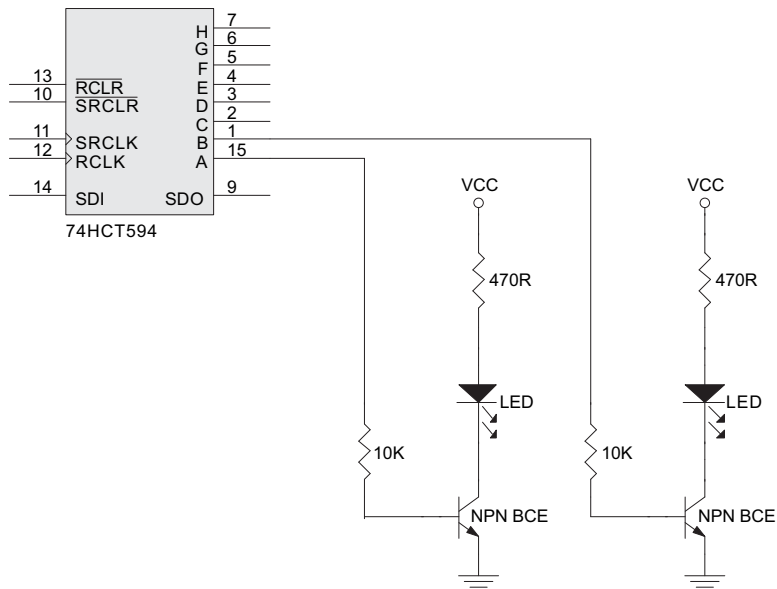 H 7
G 6
F 5
13 RCLR E 4
10 SRCLR D 3
C 2
11 SRCLK B 1
12 RCLK A 15
14 SDI SDO 9
74HCT594
VCC VCC
470R 470R
LED LED
10K 10K
NPN BCE NPN BCE